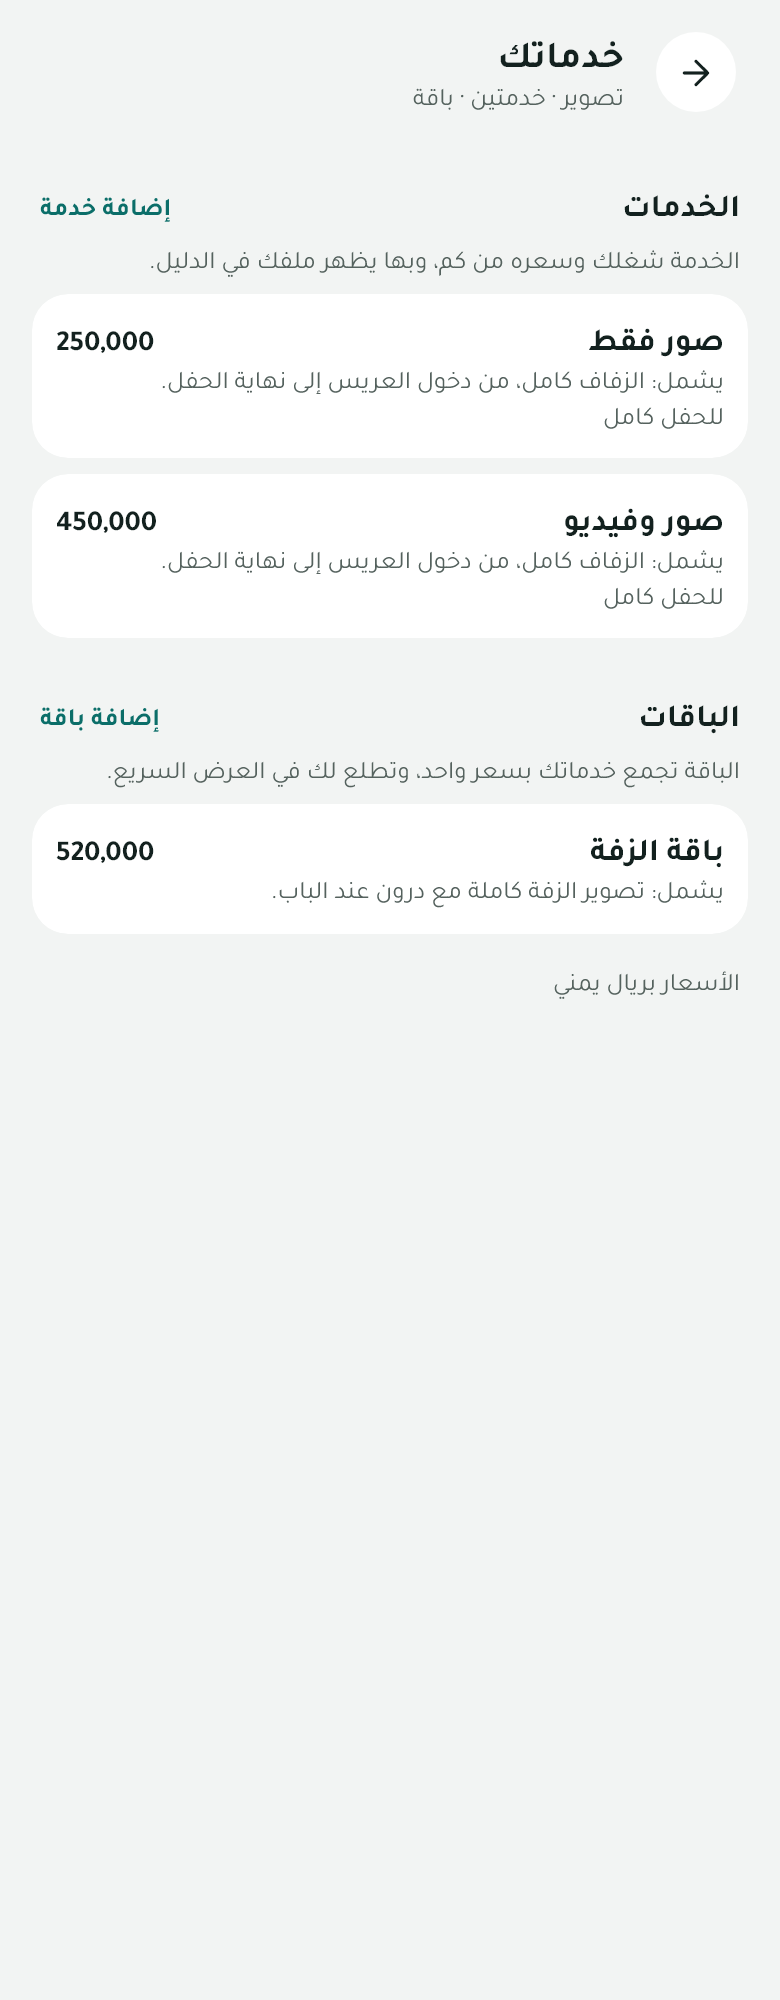 خدماتك
تصوير · خدمتين · باقة
الخدمات
إضافة خدمة
الخدمة شغلك وسعره من كم، وبها يظهر ملفك في الدليل.
صور فقط
250,000
يشمل: الزفاف كامل، من دخول العريس إلى نهاية الحفل.
للحفل كامل
صور وفيديو
450,000
يشمل: الزفاف كامل، من دخول العريس إلى نهاية الحفل.
للحفل كامل
الباقات
إضافة باقة
الباقة تجمع خدماتك بسعر واحد، وتطلع لك في العرض السريع.
باقة الزفة
520,000
يشمل: تصوير الزفة كاملة مع درون عند الباب.
الأسعار بريال يمني